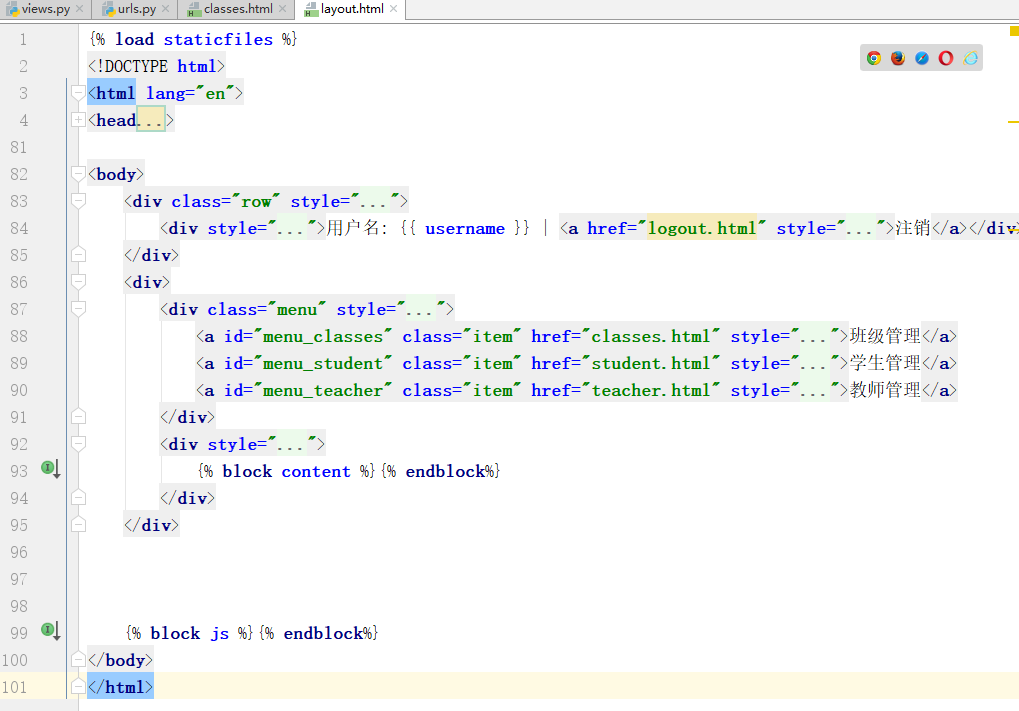 views.py urls.py classes.html layout.html
1 {% load staticfiles %}
2 <!DOCTYPE html>
3 <html lang="en">
4 <head...>
81
82 <body>
83 <div class="row" style="...">
84 <div style="...">用户名: {{ username }} | <a href="logout.html" style="...">注销</a></div
85 </div>
86 <div>
87 <div class="menu" style="...">
88 <a id="menu_classes" class="item" href="classes.html" style="...">班级管理</a>
89 <a id="menu_student" class="item" href="student.html" style="...">学生管理</a>
90 <a id="menu_teacher" class="item" href="teacher.html" style="...">教师管理</a>
91 </div>
92 <div style="...">
93 {% block content %}{% endblock%}
94 </div>
95 </div>
96
97
98
99 {% block js %}{% endblock%}
100 </body>
101 </html>